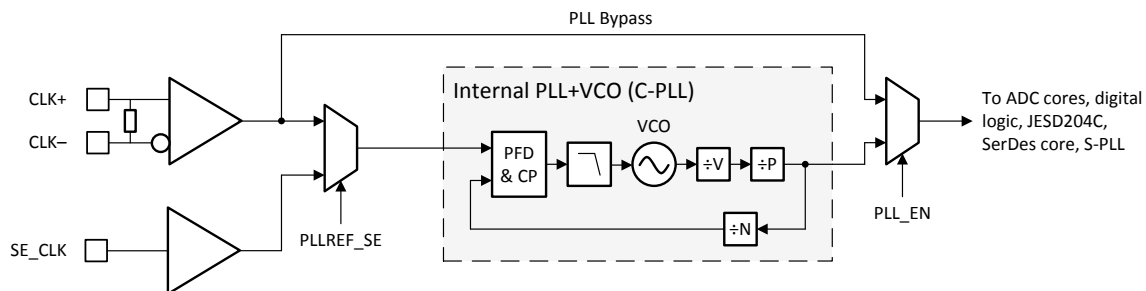 PLL Bypass
CLK+
CLK–
Internal PLL+VCO (C-PLL)
VCO
PFD
& CP
÷V
÷P
÷N
To ADC cores, digital
logic, JESD204C,
SerDes core, S-PLL
PLL_EN
PLLREF_SE
SE_CLK